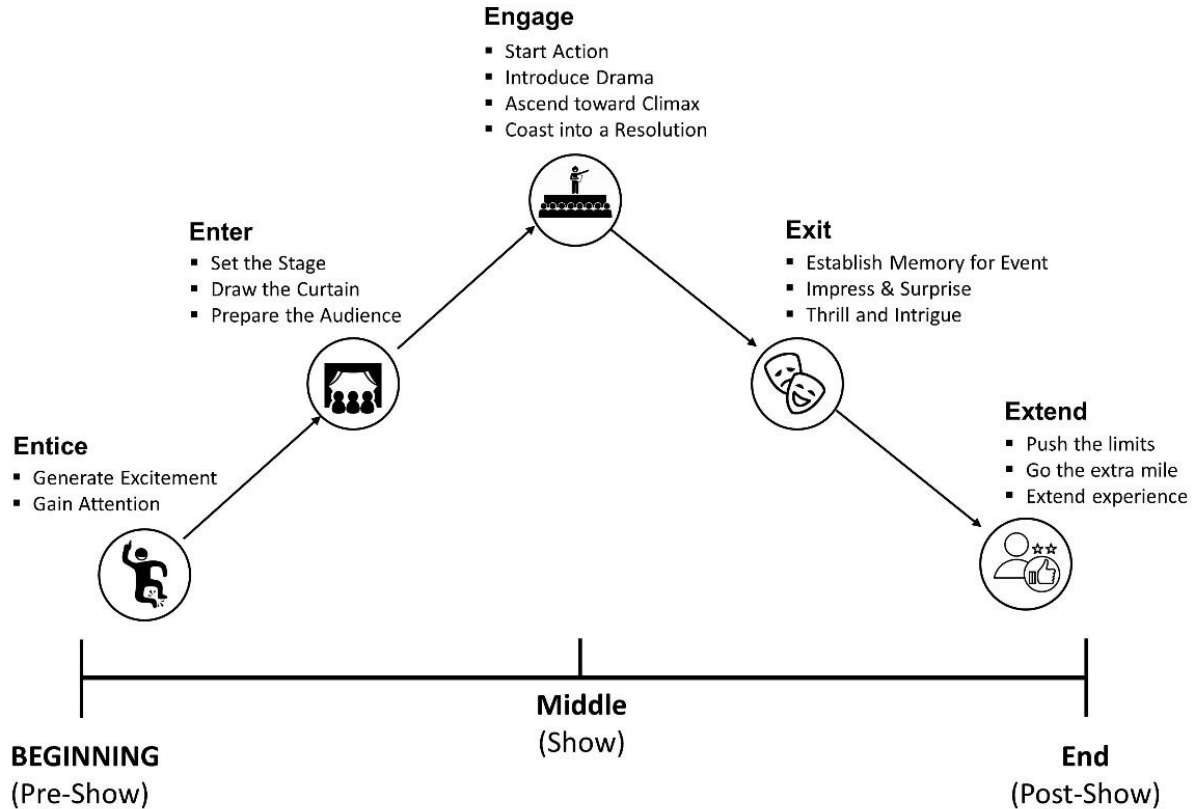 Engage
▪ Start Action
▪ Introduce Drama
▪ Ascend toward Climax
▪ Coast into a Resolution
Enter
▪ Set the Stage
▪ Draw the Curtain
▪ Prepare the Audience
Exit
▪ Establish Memory for Event
▪ Impress & Surprise
▪ Thrill and Intrigue
Entice
▪ Generate Excitement
▪ Gain Attention
Extend
▪ Push the limits
▪ Go the extra mile
▪ Extend experience
BEGINNING
(Pre-Show)
Middle
(Show)
End
(Post-Show)